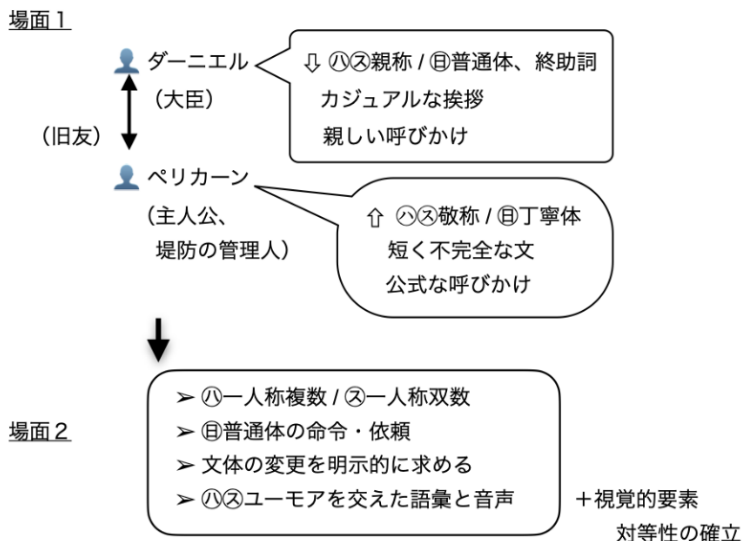 場面1
ダーニエル
(大臣)
(旧友)
⇩ ㋩㋜親称 / ㊐普通体、終助詞
カジュアルな挨拶
親しい呼びかけ
ペリカーン
(主人公、
堤防の管理人)
⇧ ㋩㋜敬称 / ㊐丁寧体
短く不完全な文
公式な呼びかけ
場面2
➢ ㋩一人称複数 / ㋜一人称双数
➢ ㊐普通体の命令・依頼
➢ 文体の変更を明示的に求める
➢ ㋩㋜ユーモアを交えた語彙と音声
+視覚的要素
対等性の確立